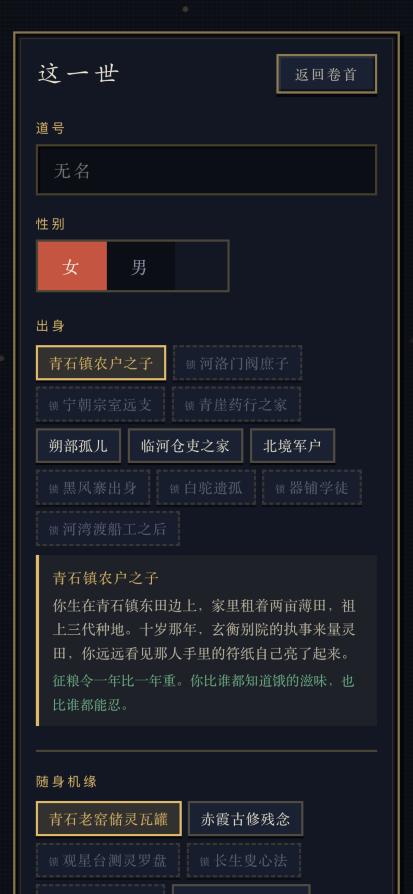 这一世
返回卷首
道号
无名
性别
女 男
出身
青石镇农户之子 锁 河洛门阀庶子
锁 宁朝宗室远支 锁 青崖药行之家
朔部孤儿 临河仓吏之家 北境军户
锁 黑风寨出身 锁 白驼遗孤 锁 器铺学徒
锁 河湾渡船工之后
青石镇农户之子
你生在青石镇东田边上，家里租着两亩薄田，祖
上三代种地。十岁那年，玄衡别院的执事来量灵
田，你远远看见那人手里的符纸自己亮了起来。
征粮令一年比一年重。你比谁都知道饿的滋味，也
比谁都能忍。
随身机缘
青石老窑储灵瓦罐 赤霞古修残念
锁 观星台测灵罗盘 锁 长生叟心法